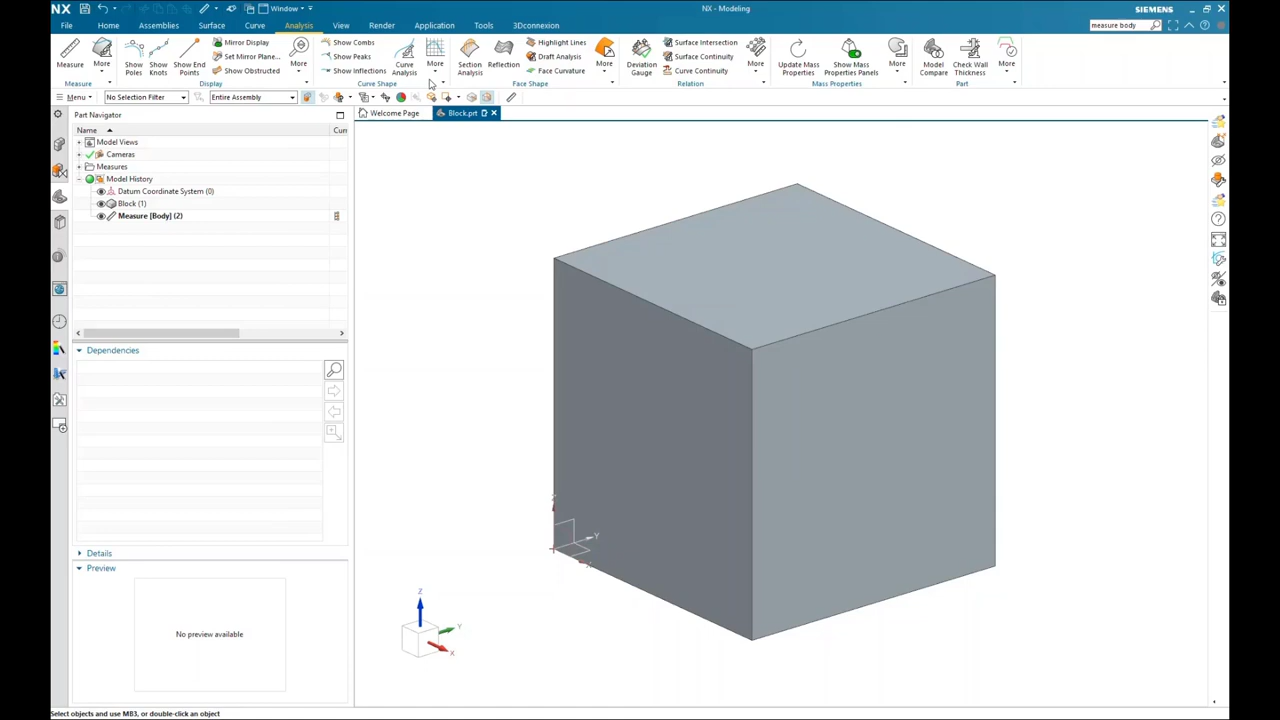 NX Window NX - Modeling SIEMENS
File Home Assemblies Surface Curve Analysis View Render Tools Application 3Dconnexion measure body
Measure More Show Poles Show Knots Show End Points Mirror Display Set Mirror Plane... Show Obstructed More Show Combs Show Peaks Show Inflections Curve Analysis More Section Analysis Reflection Highlight Lines Draft Analysis Face Curvature More Deviation Gauge Surface Intersection Surface Continuity Curve Continuity More Update Mass Properties Show Mass Properties Panels More Model Compare Check Wall Thickness More
Measure Display Curve Shape Face Shape Relation Mass Properties Part
Menu No Selection Filter Entire Assembly
Part Navigator Welcome Page Block.prt
Name Curr
Model Views
Cameras
Measures
Model History
Datum Coordinate System (0)
Block (1)
Measure [Body] (2)
Dependencies
Details
Preview
No preview available
Z
Y
X
Z
Y
X
Select objects and use MB3, or double-click an object